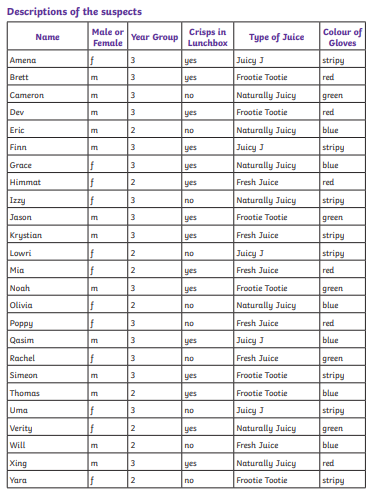 Descriptions of the suspects
Name Male or Female Year Group Crisps in Lunchbox Type of Juice Colour of Gloves
Amena f 3 yes Juicy J stripy
Brett m 3 yes Frootie Tootie red
Cameron m 3 no Naturally Juicy green
Dev m 3 yes Frootie Tootie red
Eric m 2 no Naturally Juicy blue
Finn m 3 yes Juicy J stripy
Grace f 3 yes Naturally Juicy blue
Himmat f 2 yes Fresh Juice red
Izzy f 3 no Naturally Juicy stripy
Jason m 3 yes Frootie Tootie green
Krystian m 3 yes Fresh Juice stripy
Lowri f 2 no Juicy J stripy
Mia f 2 yes Fresh Juice red
Noah m 3 yes Frootie Tootie green
Olivia f 2 no Naturally Juicy blue
Poppy f 3 no Fresh Juice red
Qasim m 3 yes Juicy J blue
Rachel f 3 no Fresh Juice green
Simeon m 3 yes Frootie Tootie stripy
Thomas m 2 yes Frootie Tootie blue
Uma f 3 no Juicy J stripy
Verity f 2 yes Naturally Juicy green
Will m 2 no Fresh Juice blue
Xing m 3 yes Naturally Juicy red
Yara f 2 no Frootie Tootie stripy